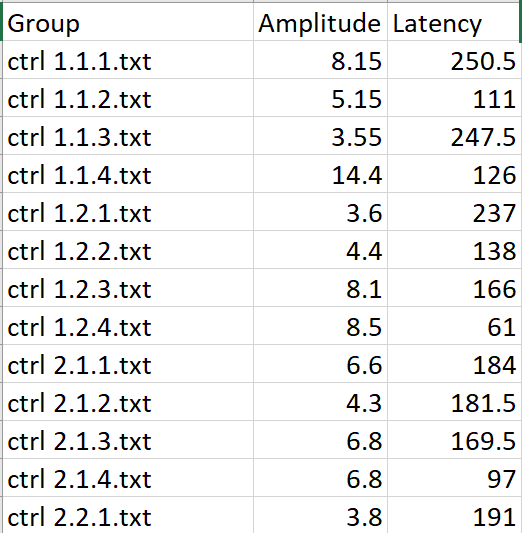 Group Amplitude Latency
ctrl 1.1.1.txt 8.15 250.5
ctrl 1.1.2.txt 5.15 111
ctrl 1.1.3.txt 3.55 247.5
ctrl 1.1.4.txt 14.4 126
ctrl 1.2.1.txt 3.6 237
ctrl 1.2.2.txt 4.4 138
ctrl 1.2.3.txt 8.1 166
ctrl 1.2.4.txt 8.5 61
ctrl 2.1.1.txt 6.6 184
ctrl 2.1.2.txt 4.3 181.5
ctrl 2.1.3.txt 6.8 169.5
ctrl 2.1.4.txt 6.8 97
ctrl 2.2.1.txt 3.8 191